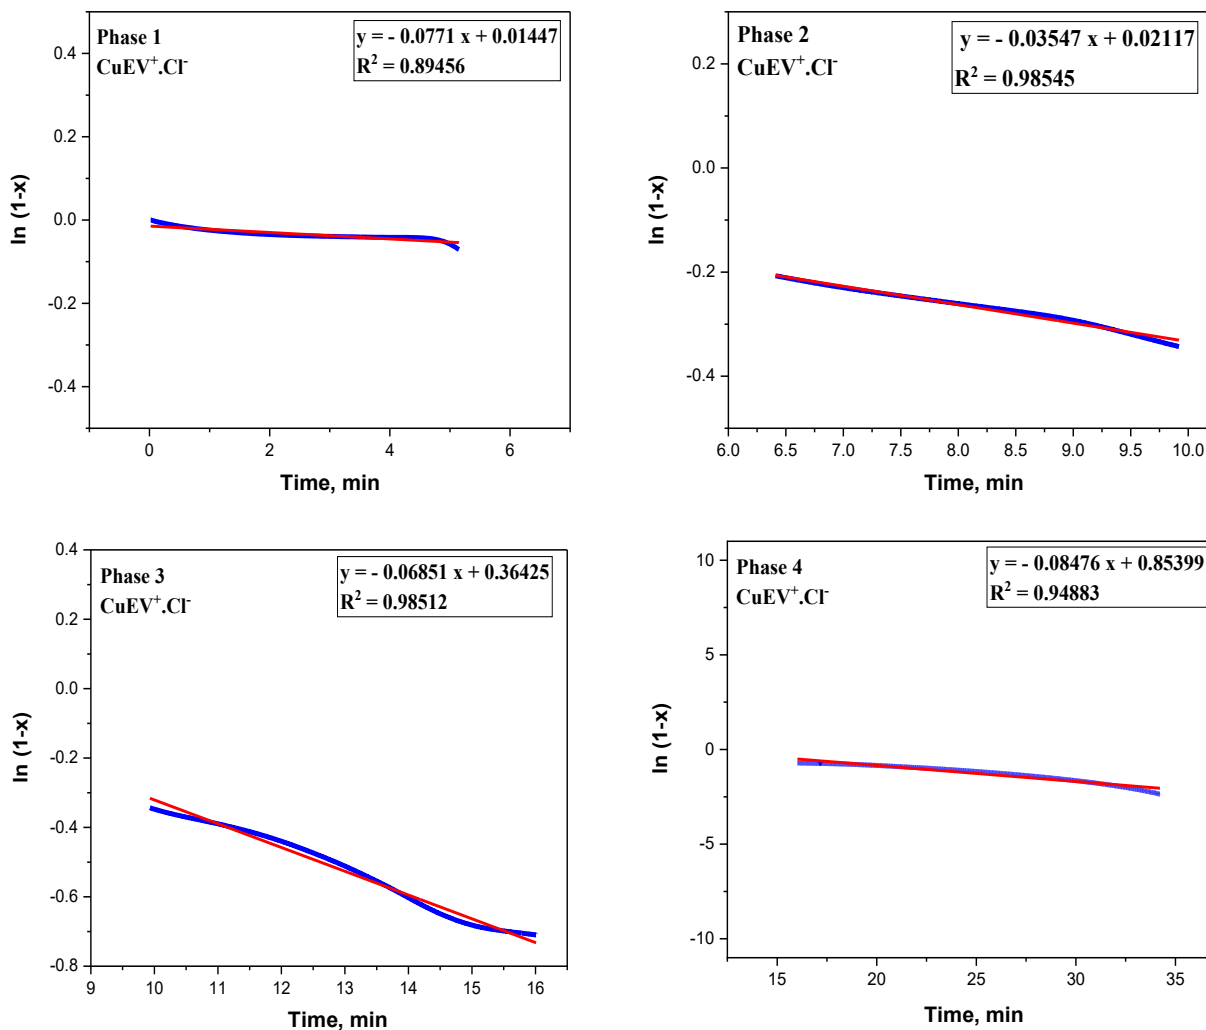 Phase 1
CuEV⁺.Cl⁻
y = - 0.0771 x + 0.01447
R² = 0.89456
0.4
0.2
0.0
-0.2
-0.4
ln (1-x)
0 2 4 6
Time, min
Phase 2
CuEV⁺.Cl⁻
y = - 0.03547 x + 0.02117
R² = 0.98545
0.2
0.0
-0.2
-0.4
ln (1-x)
6.0 6.5 7.0 7.5 8.0 8.5 9.0 9.5 10.0
Time, min
Phase 3
CuEV⁺.Cl⁻
y = - 0.06851 x + 0.36425
R² = 0.98512
0.4
0.2
0.0
-0.2
-0.4
-0.6
-0.8
ln (1-x)
9 10 11 12 13 14 15 16
Time, min
Phase 4
CuEV⁺.Cl⁻
y = - 0.08476 x + 0.85399
R² = 0.94883
10
5
0
-5
-10
ln (1-x)
15 20 25 30 35
Time, min